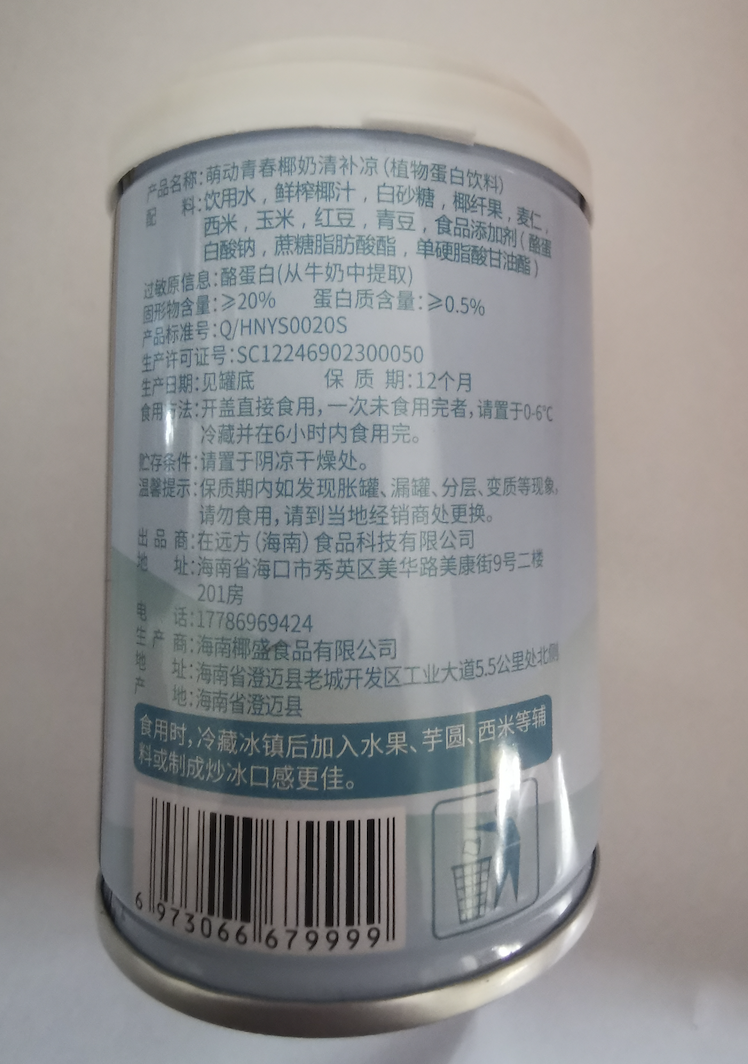 产品名称:萌动青春椰奶清补凉(植物蛋白饮料)
配 料:饮用水,鲜榨椰汁,白砂糖,椰纤果,麦仁,
西米,玉米,红豆,青豆,食品添加剂(酪蛋
白酸钠,蔗糖脂肪酸酯,单硬脂酸甘油酯)
过敏原信息:酪蛋白(从牛奶中提取)
固形物含量:≥20% 蛋白质含量:≥0.5%
产品标准号:Q/HNYS0020S
生产许可证号:SC12246902300050
生产日期:见罐底 保 质 期:12个月
食用方法:开盖直接食用,一次未食用完者,请置于0-6℃
冷藏并在6小时内食用完。
贮存条件:请置于阴凉干燥处。
温馨提示:保质期内如发现胀罐、漏罐、分层、变质等现象,
请勿食用,请到当地经销商处更换。
出 品 商:在远方(海南)食品科技有限公司
地 址:海南省海口市秀英区美华路美康街9号二楼
201房
电 话:17786969424
生 产 商:海南椰盛食品有限公司
地 址:海南省澄迈县老城开发区工业大道5.5公里处北侧
产 地:海南省澄迈县
食用时,冷藏冰镇后加入水果、芋圆、西米等辅
料或制成炒冰口感更佳。
6 973066 679999